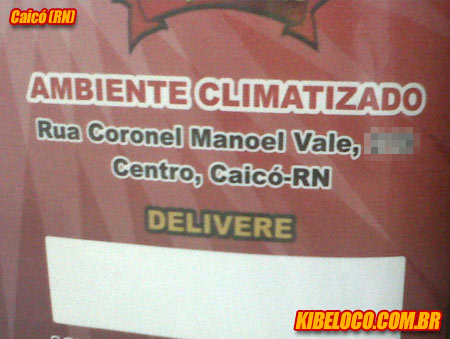 Caicó (RN)
AMBIENTE CLIMATIZADO
Rua Coronel Manoel Vale,
Centro, Caicó-RN
DELIVERE
KIBELOCO.COM.BR